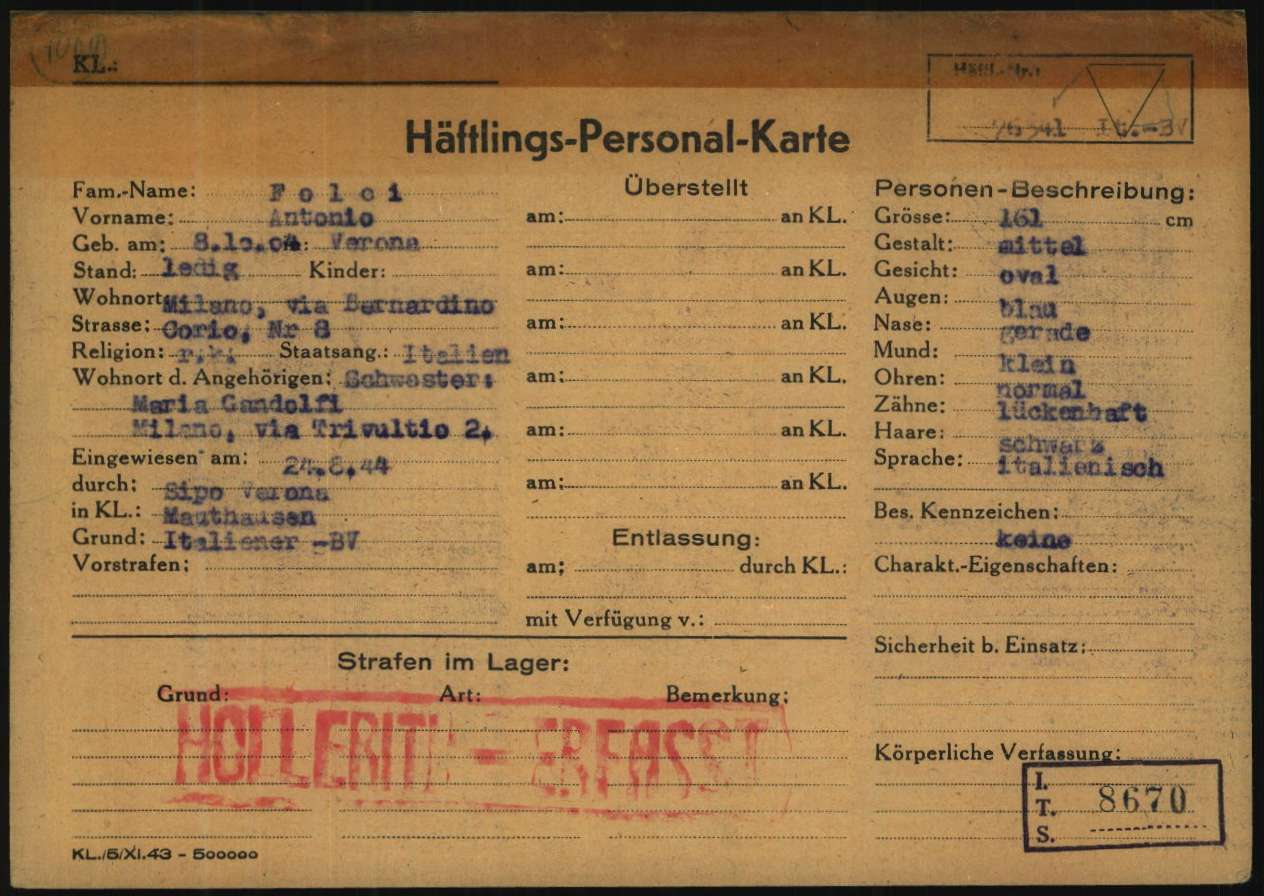 KL.:
Häftl.-Nr.:
It.-BV
Häftlings-Personal-Karte
Fam.-Name: Folci
Vorname: Antonio
Geb. am: 8.10.04 in: Verona
Stand: ledig Kinder:
Wohnort: Milano, via Bernardino
Strasse: Corio, Nr 8
Religion: r.k. Staatsang.: Italien
Wohnort d. Angehörigen: Schwester:
Maria Gandolfi
Milano, via Trivultio 2.
Eingewiesen am: 24.8.44
durch: Sipo Verona
in KL.: Mauthausen
Grund: Italiener -BV
Vorstrafen:
Überstellt
am: an KL.
am: an KL.
am: an KL.
am: an KL.
am: an KL.
am: an KL.
Entlassung:
am: durch KL.:
mit Verfügung v.:
Personen-Beschreibung:
Grösse: 161 cm
Gestalt: mittel
Gesicht: oval
Augen: blau
Nase: gerade
Mund: klein
Ohren: normal
Zähne: lückenhaft
Haare: schwarz
Sprache: italienisch
Bes. Kennzeichen:
keine
Charakt.-Eigenschaften:
Sicherheit b. Einsatz:
Körperliche Verfassung:
Strafen im Lager:
Grund: Art: Bemerkung:
HOLLERITH - ERFASST
I.
T. 8670
S.
KL./5/XI.43 - 500000